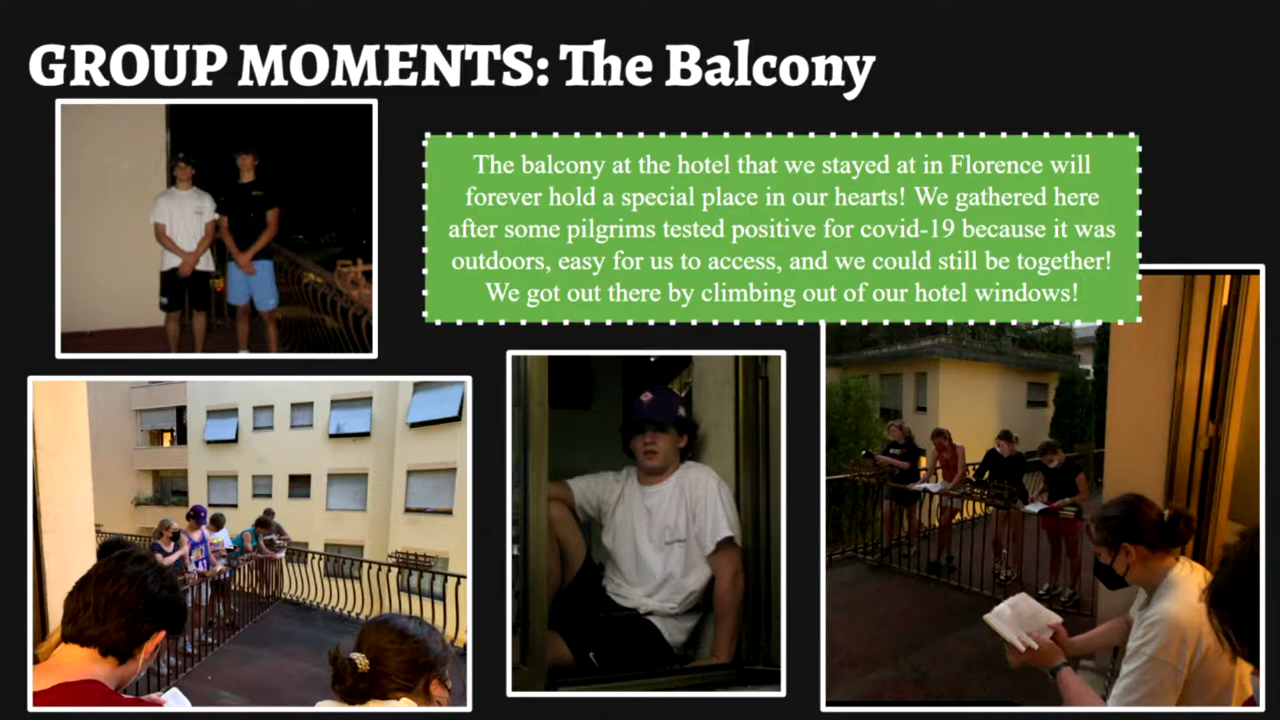 GROUP MOMENTS: The Balcony
The balcony at the hotel that we stayed at in Florence will
forever hold a special place in our hearts! We gathered here
after some pilgrims tested positive for covid-19 because it was
outdoors, easy for us to access, and we could still be together!
We got out there by climbing out of our hotel windows!